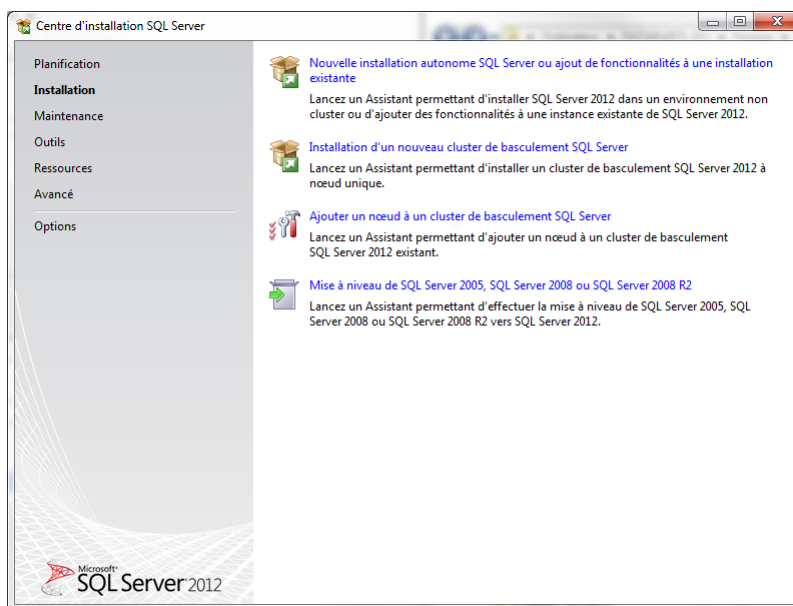 Centre d'installation SQL Server
Planification
Installation
Maintenance
Outils
Ressources
Avancé
Options
Nouvelle installation autonome SQL Server ou ajout de fonctionnalités à une installation
existante
Lancez un Assistant permettant d'installer SQL Server 2012 dans un environnement non
cluster ou d'ajouter des fonctionnalités à une instance existante de SQL Server 2012.
Installation d'un nouveau cluster de basculement SQL Server
Lancez un Assistant permettant d'installer un cluster de basculement SQL Server 2012 à
nœud unique.
Ajouter un nœud à un cluster de basculement SQL Server
Lancez un Assistant permettant d'ajouter un nœud à un cluster de basculement
SQL Server 2012 existant.
Mise à niveau de SQL Server 2005, SQL Server 2008 ou SQL Server 2008 R2
Lancez un Assistant permettant d'effectuer la mise à niveau de SQL Server 2005, SQL
Server 2008 ou SQL Server 2008 R2 vers SQL Server 2012.
Microsoft®
SQL Server 2012